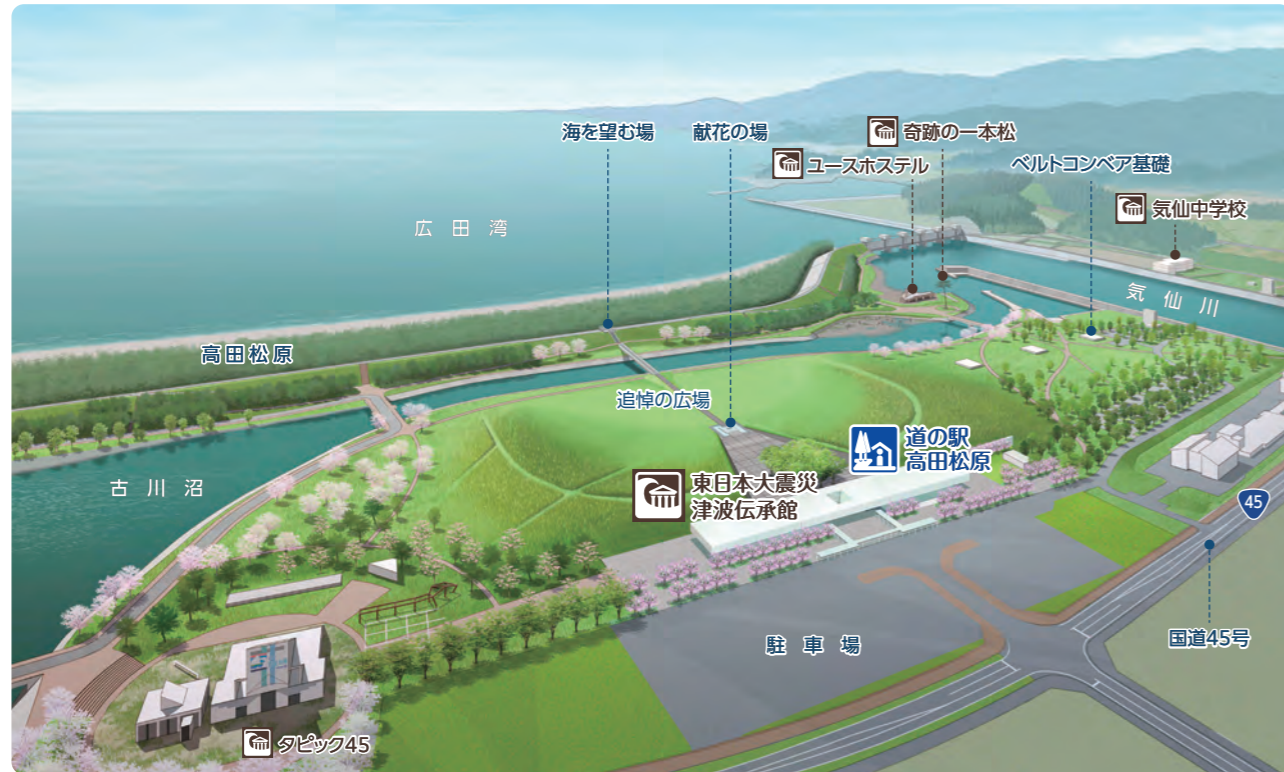 海を望む場
献花の場
奇跡の一本松
ユースホステル
ベルトコンベア基礎
気仙中学校
広田湾
気仙川
高田松原
追悼の広場
道の駅
高田松原
古川沼
東日本大震災
津波伝承館
45
駐車場
国道45号
タピック45